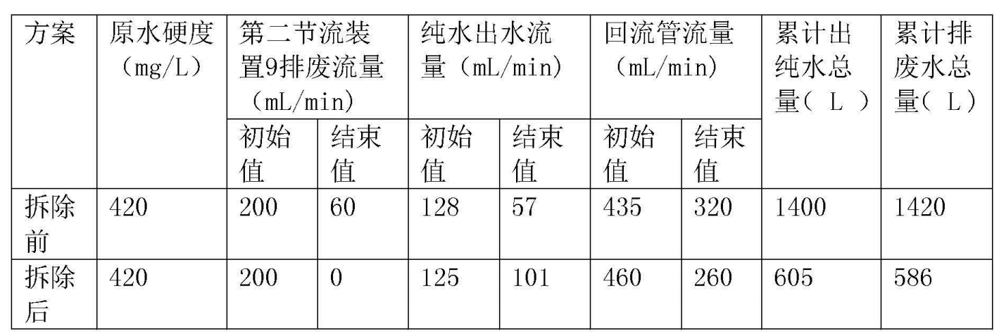 方案 原水硬度（mg/L） 第二节流装置9排废流量（mL/min) 纯水出水流量（mL/min) 回流管流量（mL/min) 累计出纯水总量( L ） 累计排废水总量( L)
初始值 结束值 初始值 结束值 初始值 结束值
拆除前 420 200 60 128 57 435 320 1400 1420
拆除后 420 200 0 125 101 460 260 605 586